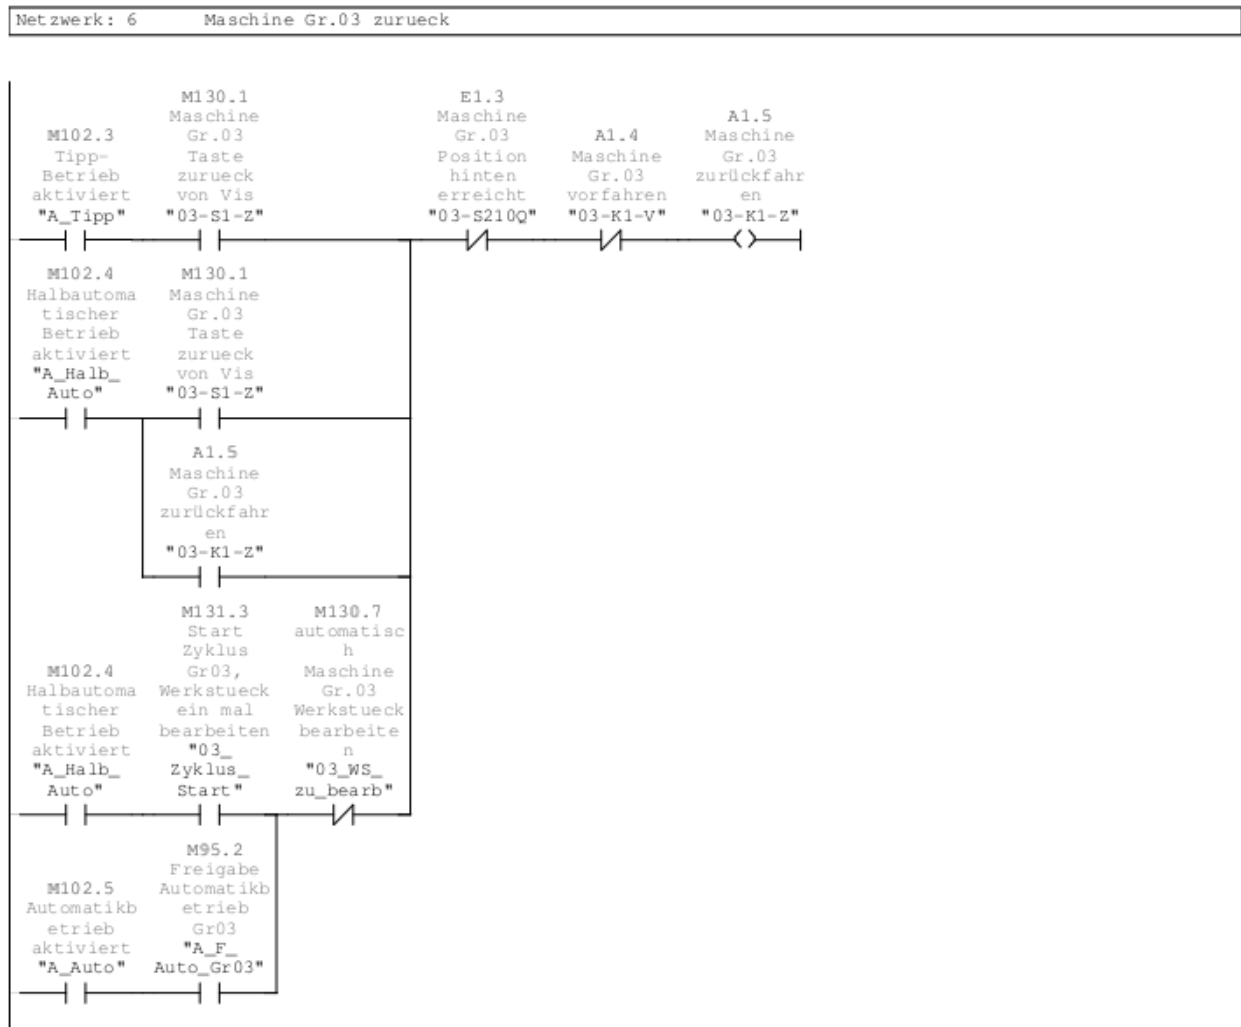 Netzwerk: 6 Maschine Gr.03 zurueck
M102.3
Tipp-
Betrieb
aktiviert
"A_Tipp"
M130.1
Maschine
Gr.03
Taste
zurueck
von Vis
"03-S1-Z"
E1.3
Maschine
Gr.03
Position
hinten
erreicht
"03-S210Q"
A1.4
Maschine
Gr.03
vorfahren
"03-K1-V"
A1.5
Maschine
Gr.03
zurückfahr
en
"03-K1-Z"
M102.4
Halbautoma
tischer
Betrieb
aktiviert
"A_Halb_
Auto"
M130.1
Maschine
Gr.03
Taste
zurueck
von Vis
"03-S1-Z"
A1.5
Maschine
Gr.03
zurückfahr
en
"03-K1-Z"
M102.4
Halbautoma
tischer
Betrieb
aktiviert
"A_Halb_
Auto"
M131.3
Start
Zyklus
Gr03,
Werkstueck
ein mal
bearbeiten
"03_
Zyklus_
Start"
M130.7
automatisc
h
Maschine
Gr.03
Werkstueck
bearbeite
n
"03_WS_
zu_bearb"
M102.5
Automatikb
etrieb
aktiviert
"A_Auto"
M95.2
Freigabe
Automatikb
etrieb
Gr03
"A_F_
Auto_Gr03"